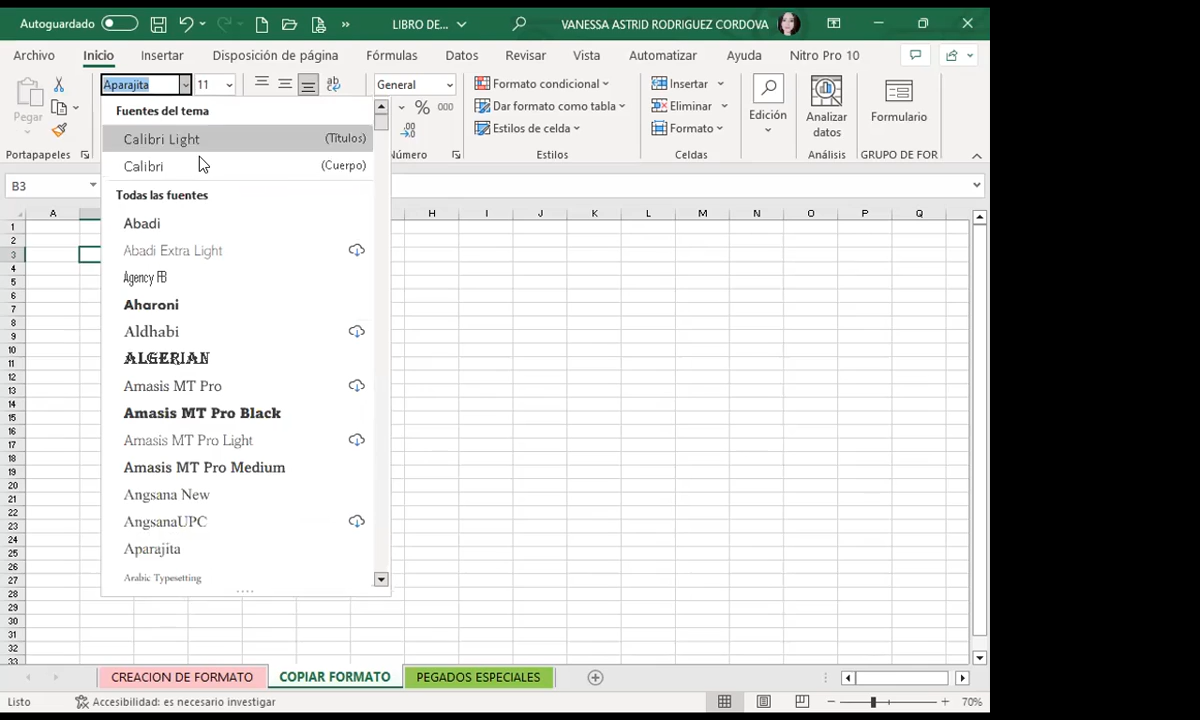 Autoguardado LIBRO DE... VANESSA ASTRID RODRIGUEZ CORDOVA
Archivo Inicio Insertar Disposición de página Fórmulas Datos Revisar Vista Automatizar Ayuda Nitro Pro 10
Aparajita 11 General Formato condicional Insertar
Dar formato como tabla Eliminar
Pegar % 000 Edición Analizar datos Formulario
Estilos de celda Formato
Portapapeles Número Estilos Celdas Análisis GRUPO DE FOR
Fuentes del tema
Calibri Light (Títulos)
Calibri (Cuerpo)
Todas las fuentes
Abadi
Abadi Extra Light
Agency FB
Aharoni
Aldhabi
ALGERIAN
Amasis MT Pro
Amasis MT Pro Black
Amasis MT Pro Light
Amasis MT Pro Medium
Angsana New
AngsanaUPC
Aparajita
Arabic Typesetting
B3
A H I J K L M N O P Q
1
2
3
4
5
6
7
8
9
10
11
12
13
14
15
16
17
18
19
20
21
22
23
24
25
26
27
28
29
30
31
32
33
CREACION DE FORMATO COPIAR FORMATO PEGADOS ESPECIALES
Listo Accesibilidad: es necesario investigar 70%